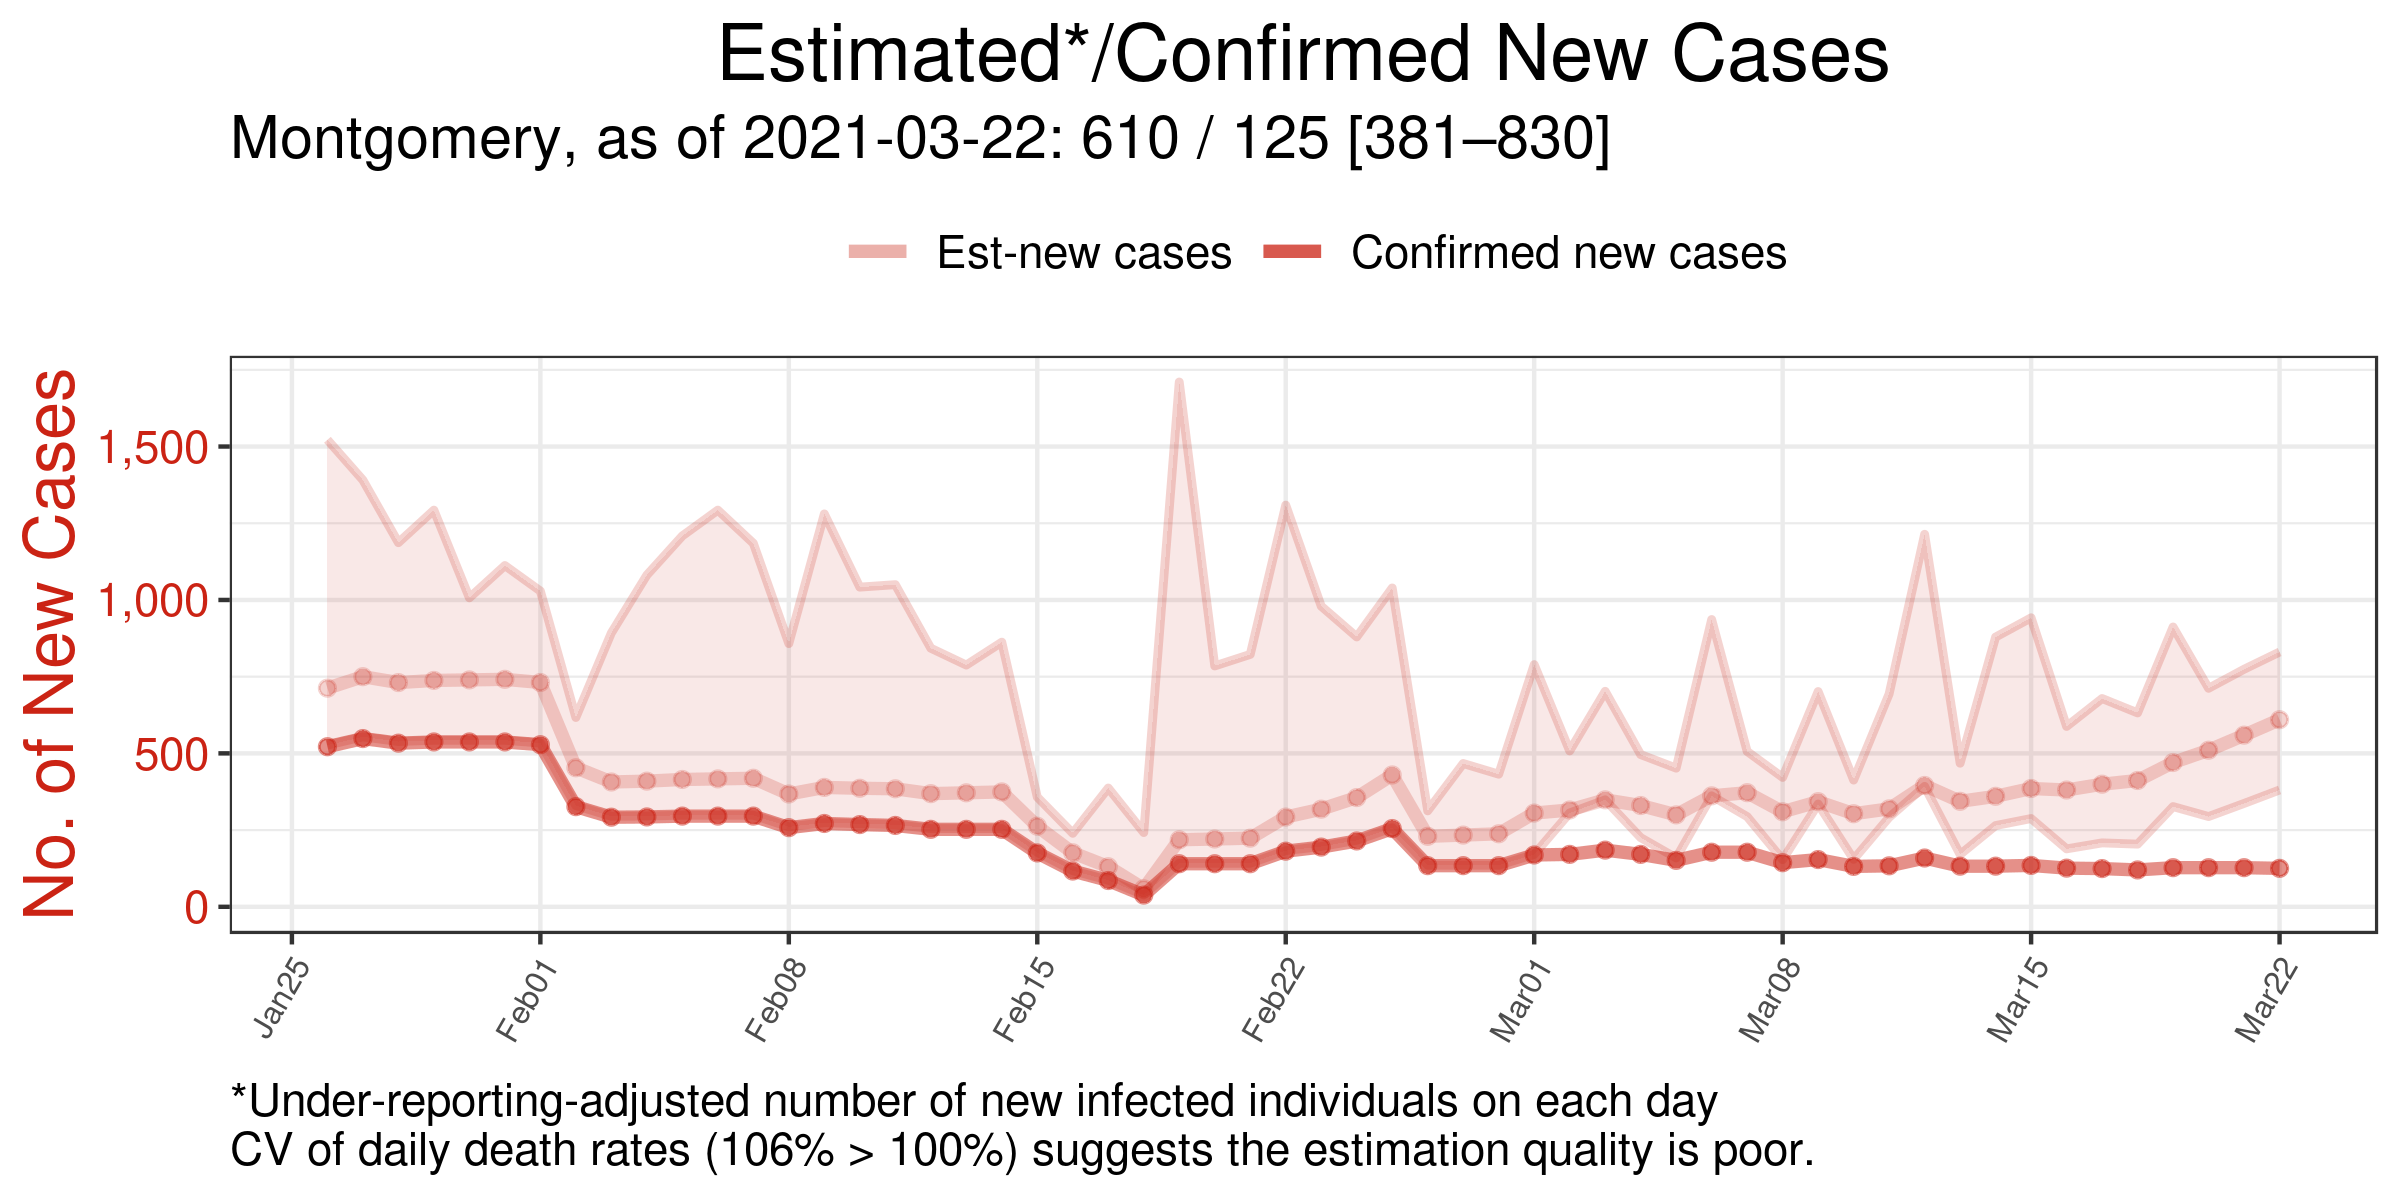 Estimated*/Confirmed New Cases
Montgomery, as of 2021-03-22: 610 / 125 [381–830]
Est-new cases
Confirmed new cases
No. of New Cases
1,500
1,000
500
0
Jan25
Feb01
Feb08
Feb15
Feb22
Mar01
Mar08
Mar15
Mar22
*Under-reporting-adjusted number of new infected individuals on each day
CV of daily death rates (106% > 100%) suggests the estimation quality is poor.